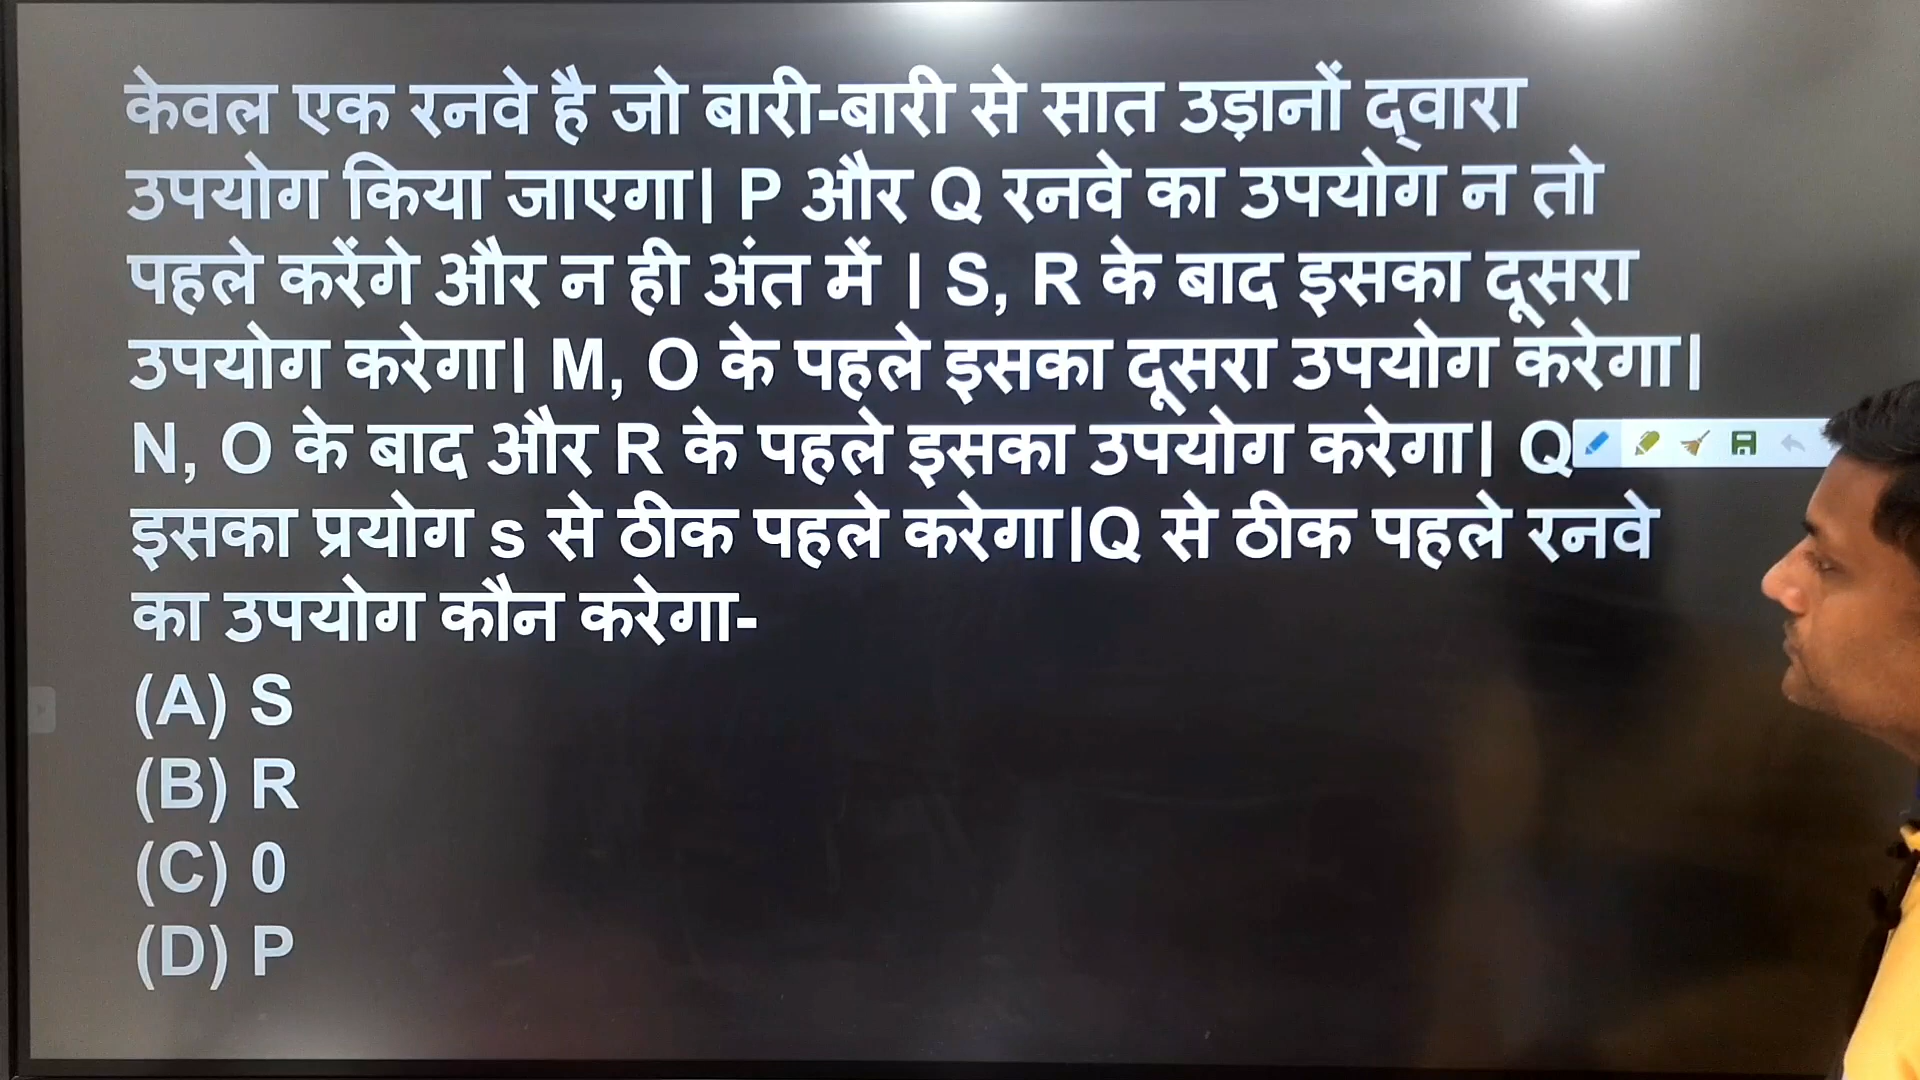 केवल एक रनवे है जो बारी-बारी से सात उड़ानों द्वारा
उपयोग किया जाएगा। P और Q रनवे का उपयोग न तो
पहले करेंगे और न ही अंत में । S, R के बाद इसका दूसरा
उपयोग करेगा। M, O के पहले इसका दूसरा उपयोग करेगा।
N, O के बाद और R के पहले इसका उपयोग करेगा। Q
इसका प्रयोग s से ठीक पहले करेगा।Q से ठीक पहले रनवे
का उपयोग कौन करेगा-
(A) S
(B) R
(C) 0
(D) P